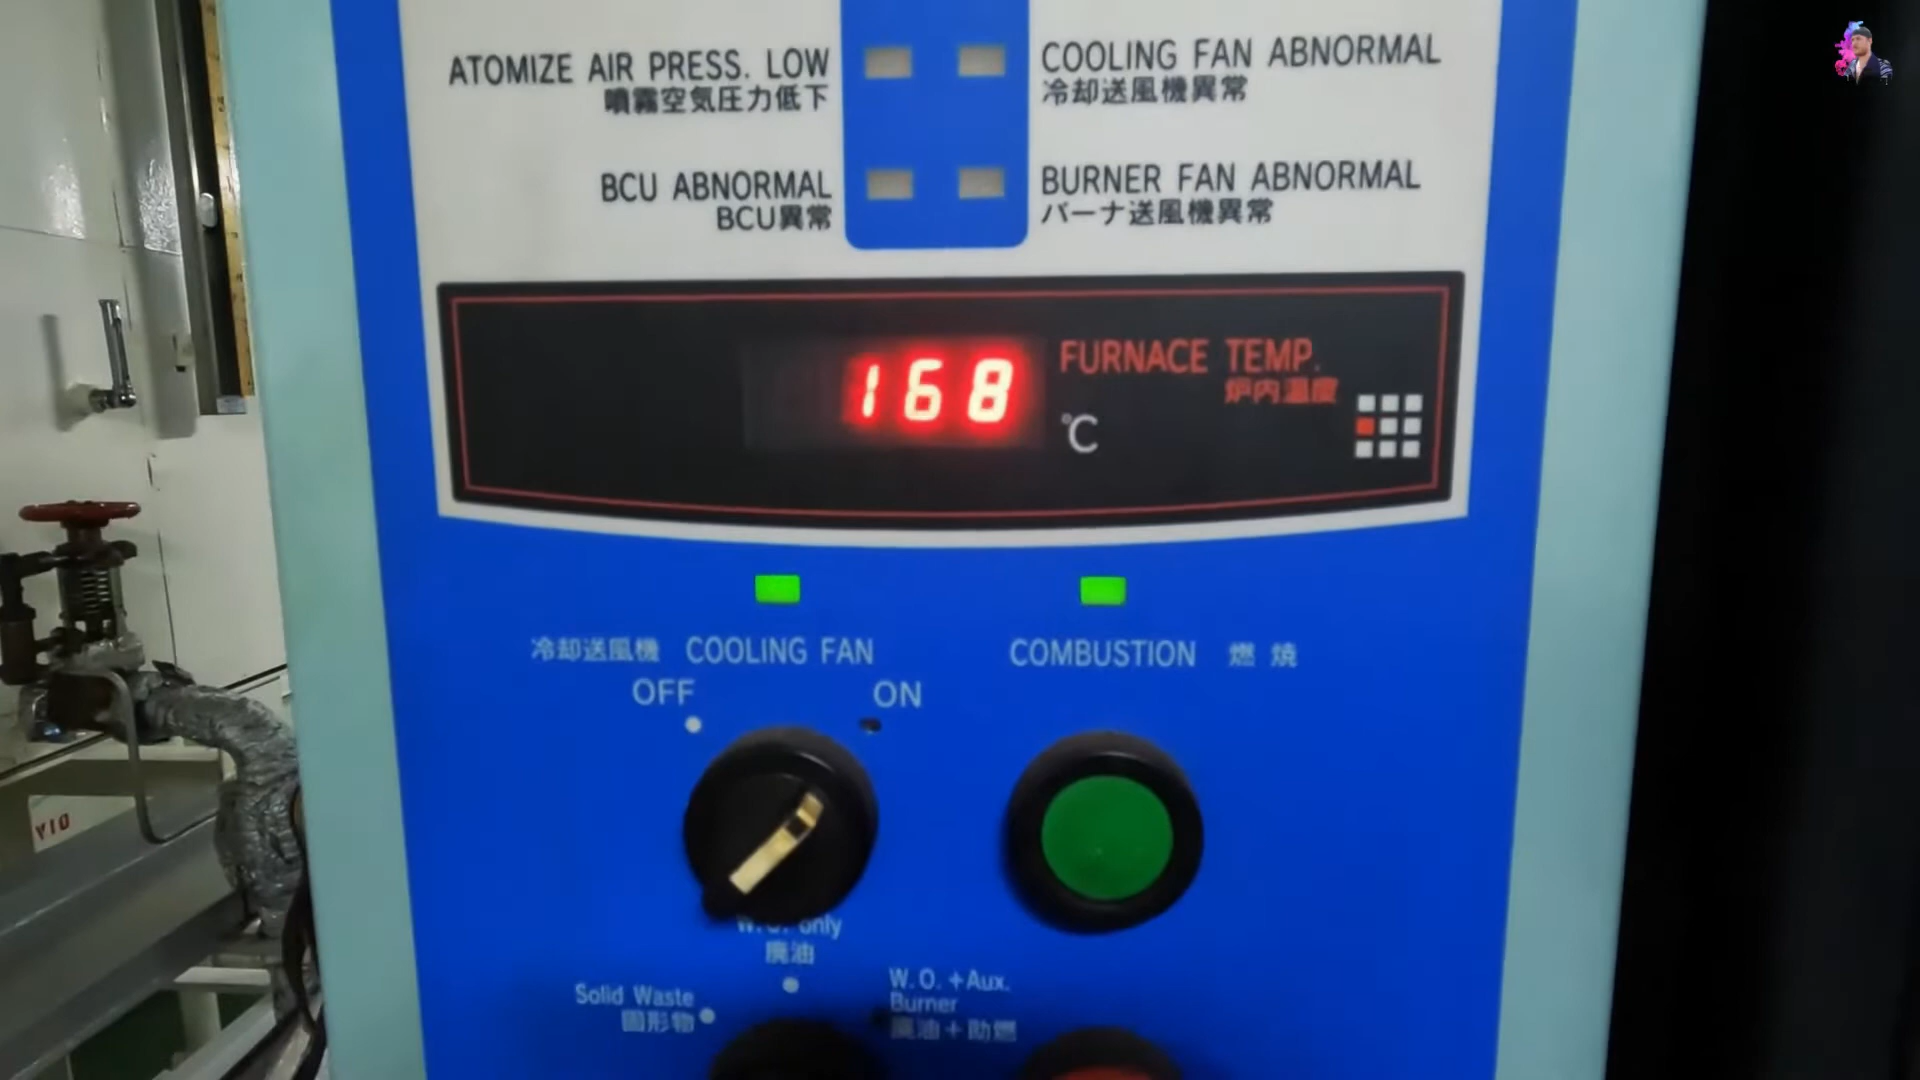 ATOMIZE AIR PRESS. LOW
噴霧空気圧力低下
COOLING FAN ABNORMAL
冷却送風機異常
BCU ABNORMAL
BCU異常
BURNER FAN ABNORMAL
バーナ送風機異常
168
FURNACE TEMP.
炉内温度
℃
冷却送風機 COOLING FAN
COMBUSTION 燃焼
OFF
ON
W.O. only
廃油
Solid Waste
固形物
W.O. +Aux.
Burner
廃油+助燃